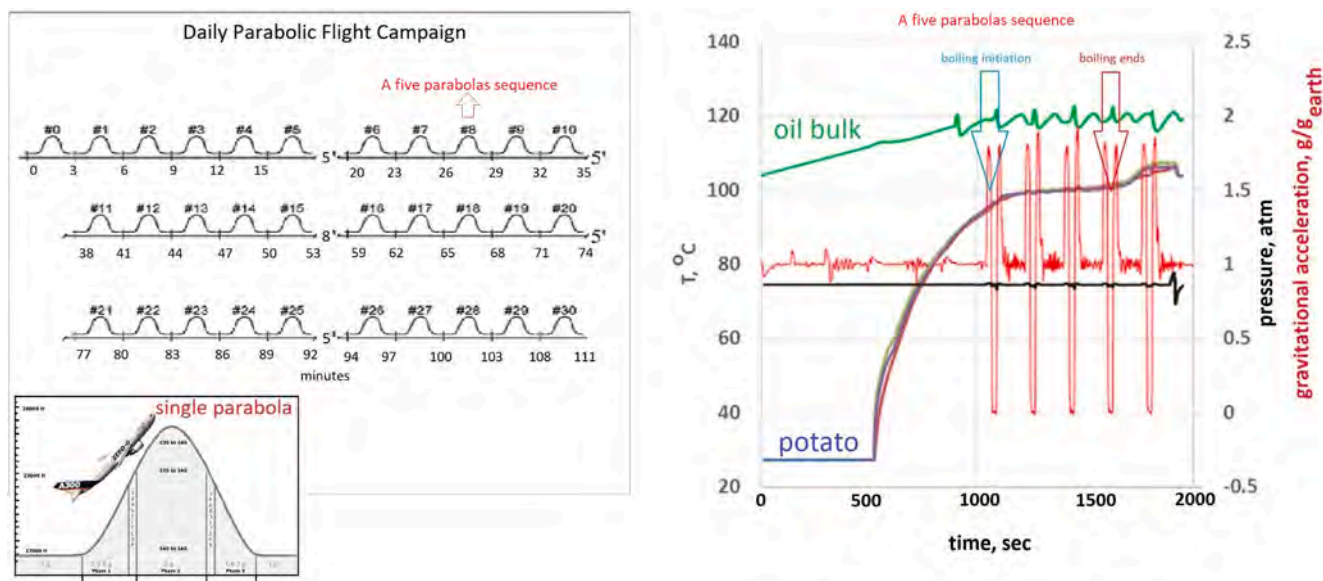 Daily Parabolic Flight Campaign
A five parabolas sequence
#0 #1 #2 #3 #4 #5 #6 #7 #8 #9 #10
5' 5'
0 3 6 9 12 15 20 23 26 29 32 35
#11 #12 #13 #14 #15 #16 #17 #18 #19 #20
8' 5'
38 41 44 47 50 53 59 62 65 68 71 74
#21 #22 #23 #24 #25 #26 #27 #28 #29 #30
5'
77 80 83 86 89 92 94 97 100 103 108 111
minutes
single parabola
A300
ZERO-G
A five parabolas sequence
boiling initiation
boiling ends
oil bulk
potato
140
120
100
80
60
40
20
T, °C
2.5
2
1.5
1
0.5
0
-0.5
pressure, atm
gravitational acceleration, g/gearth
0 500 1000 1500 2000
time, sec